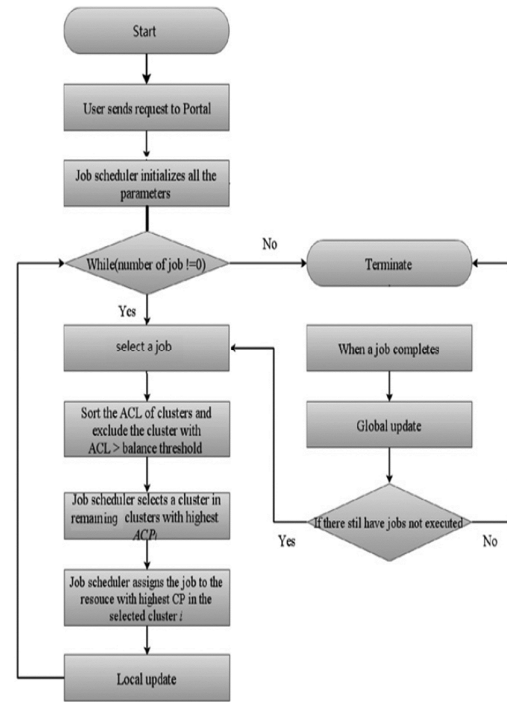 Start
User sends request to Portal
Job scheduler initializes all the
parameters
While(number of job !=0)
No
Terminate
Yes
select a job
When a job completes
Sort the ACL of clusters and
exclude the cluster with
ACL > balance threshold
Global update
Job scheduler selects a cluster in
remaining clusters with highest
ACPi
If there still have jobs not executed
Yes
No
Job scheduler assigns the job to the
resouce with highest CP in the
selected cluster i
Local update